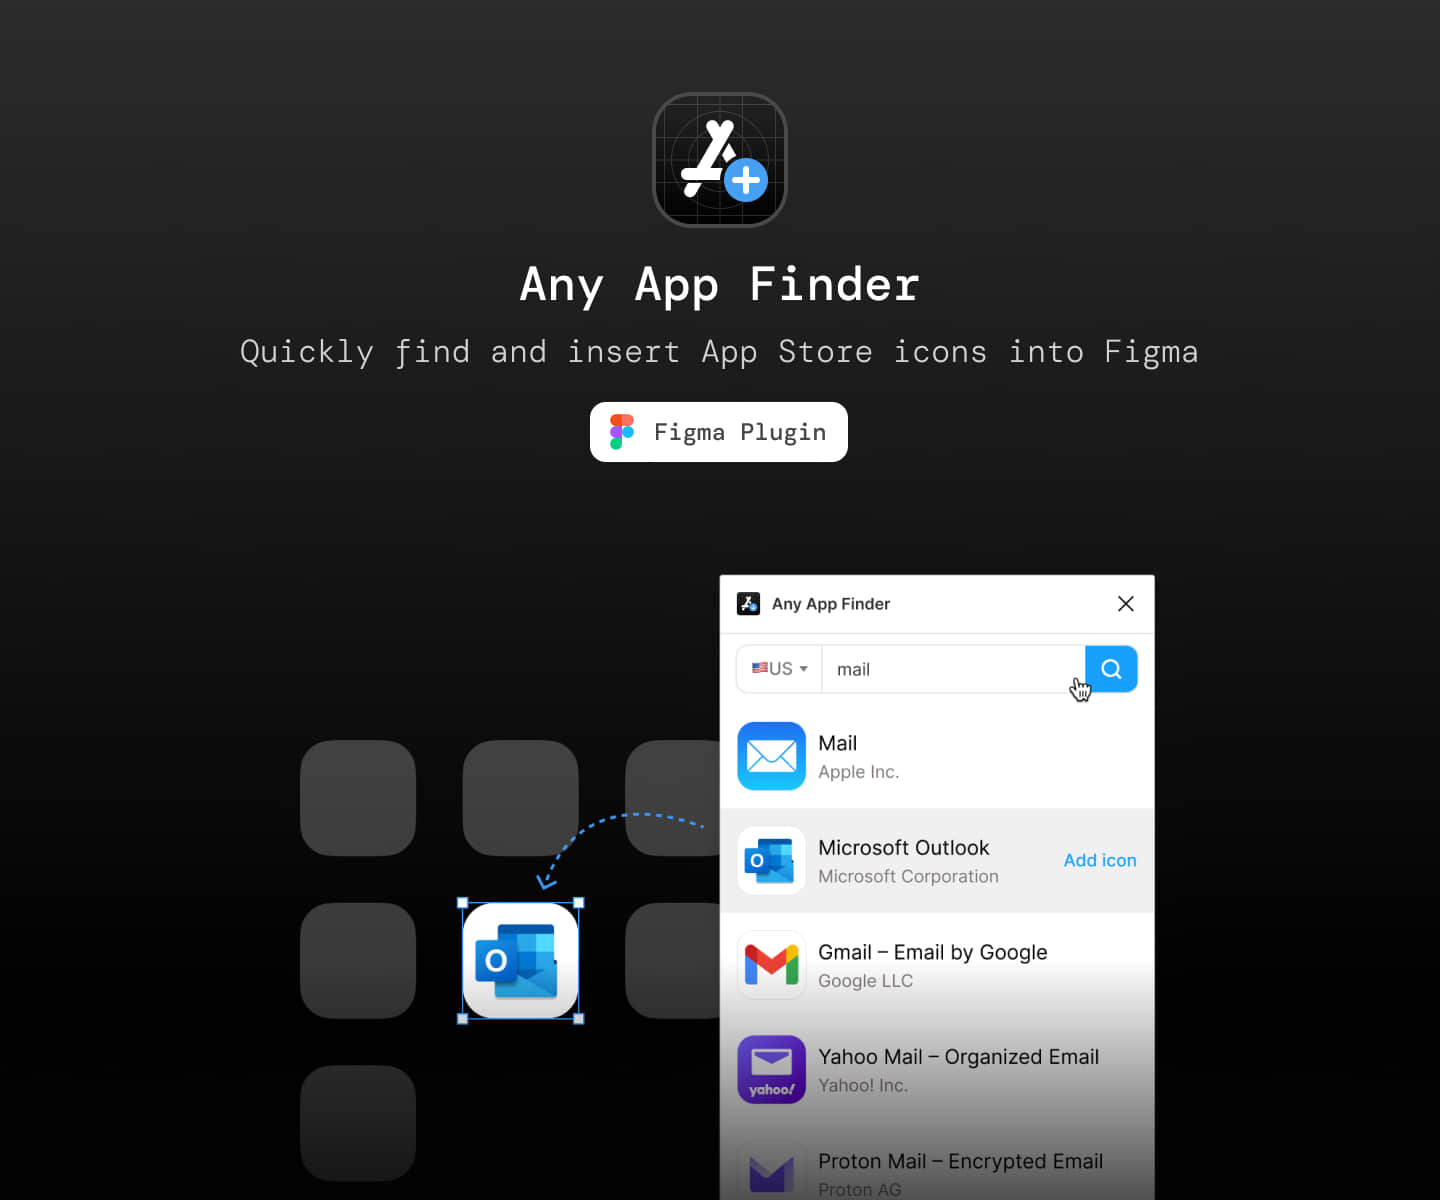 Any App Finder
Quickly find and insert App Store icons into Figma
Figma Plugin
Any App Finder
US
mail
Mail
Apple Inc.
Microsoft Outlook
Microsoft Corporation
Add icon
Gmail – Email by Google
Google LLC
Yahoo Mail – Organized Email
Yahoo! Inc.
yahoo!
Proton Mail – Encrypted Email
Proton AG
O
O